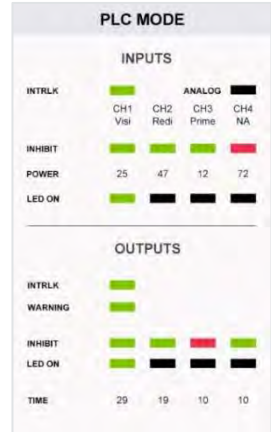 PLC MODE
INPUTS
INTRLK ANALOG
CH1 CH2 CH3 CH4
Visi Redi Prime NA
INHIBIT
POWER 25 47 12 72
LED ON
OUTPUTS
INTRLK
WARNING
INHIBIT
LED ON
TIME 29 19 10 10